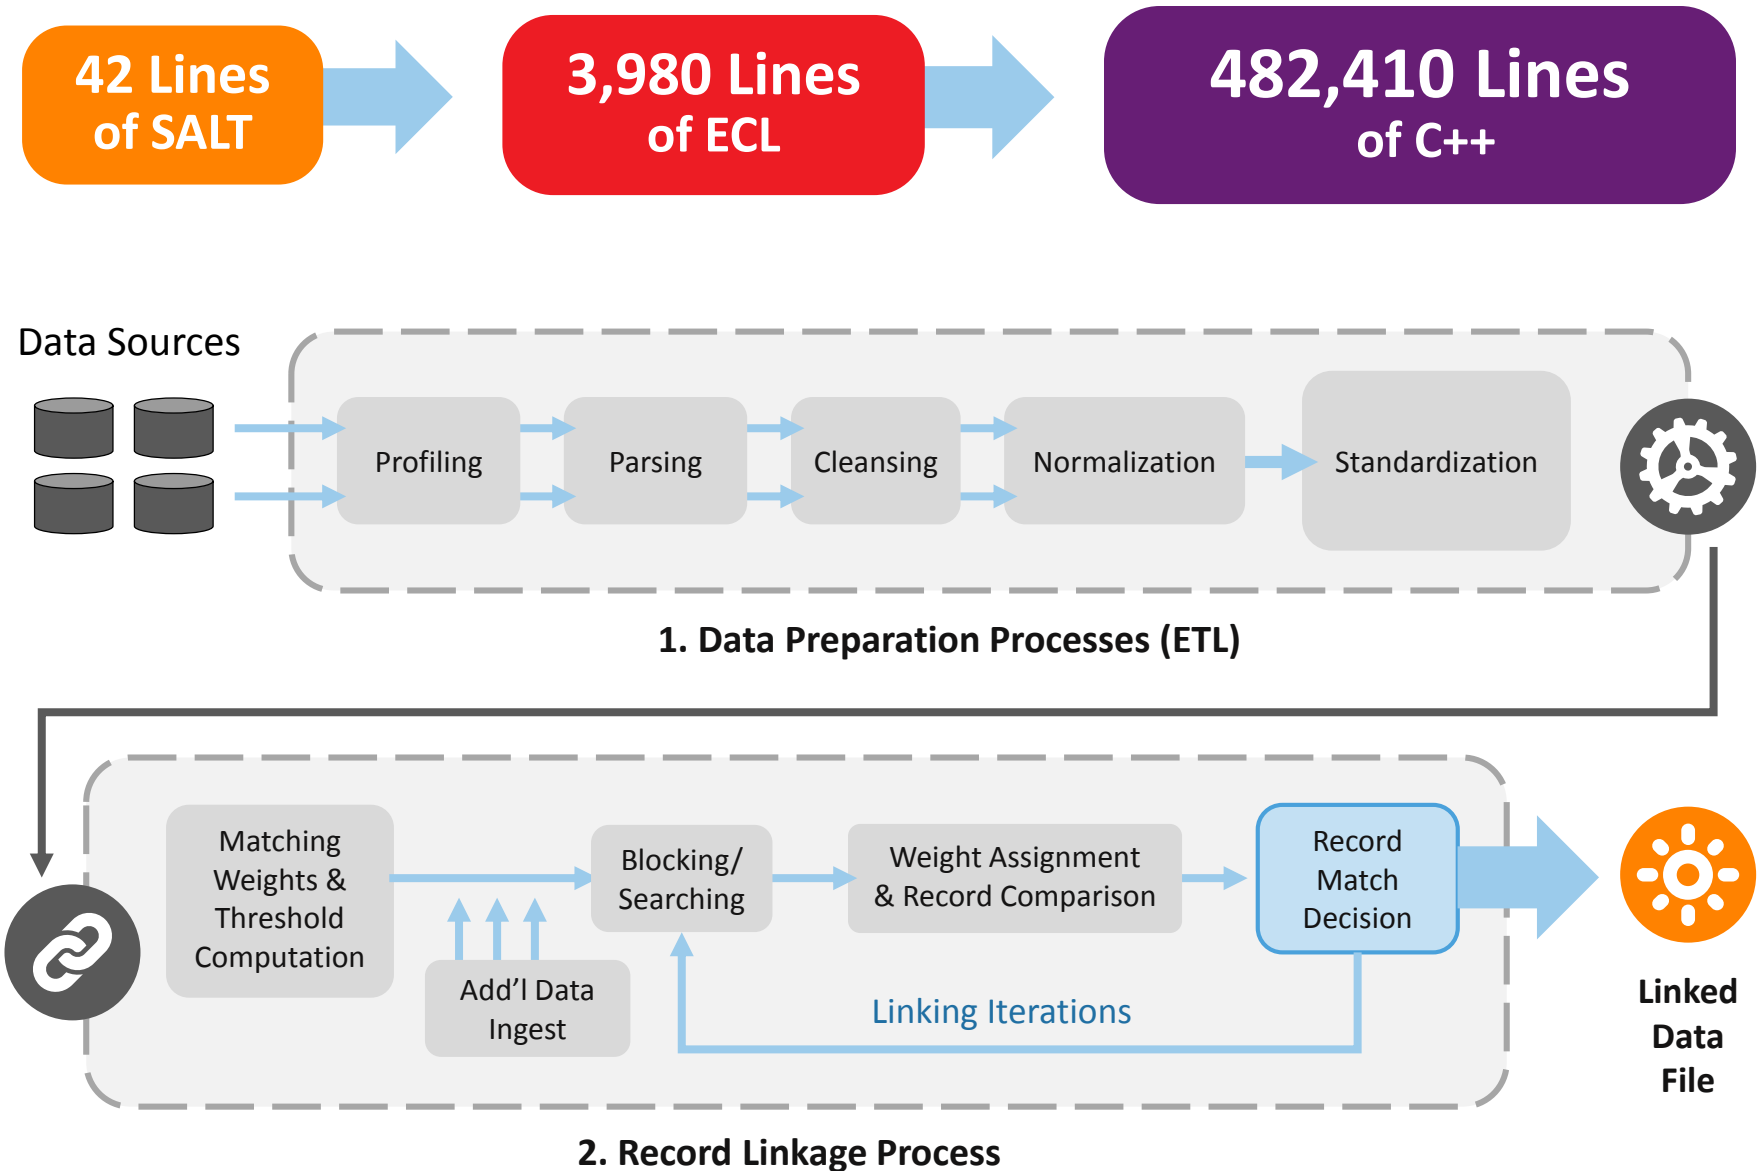 42 Lines
of SALT
3,980 Lines
of ECL
482,410 Lines
of C++
Data Sources
Profiling
Parsing
Cleansing
Normalization
Standardization
1. Data Preparation Processes (ETL)
Matching
Weights &
Threshold
Computation
Add’l Data
Ingest
Blocking/
Searching
Weight Assignment
& Record Comparison
Record
Match
Decision
Linking Iterations
Linked
Data
File
2. Record Linkage Process